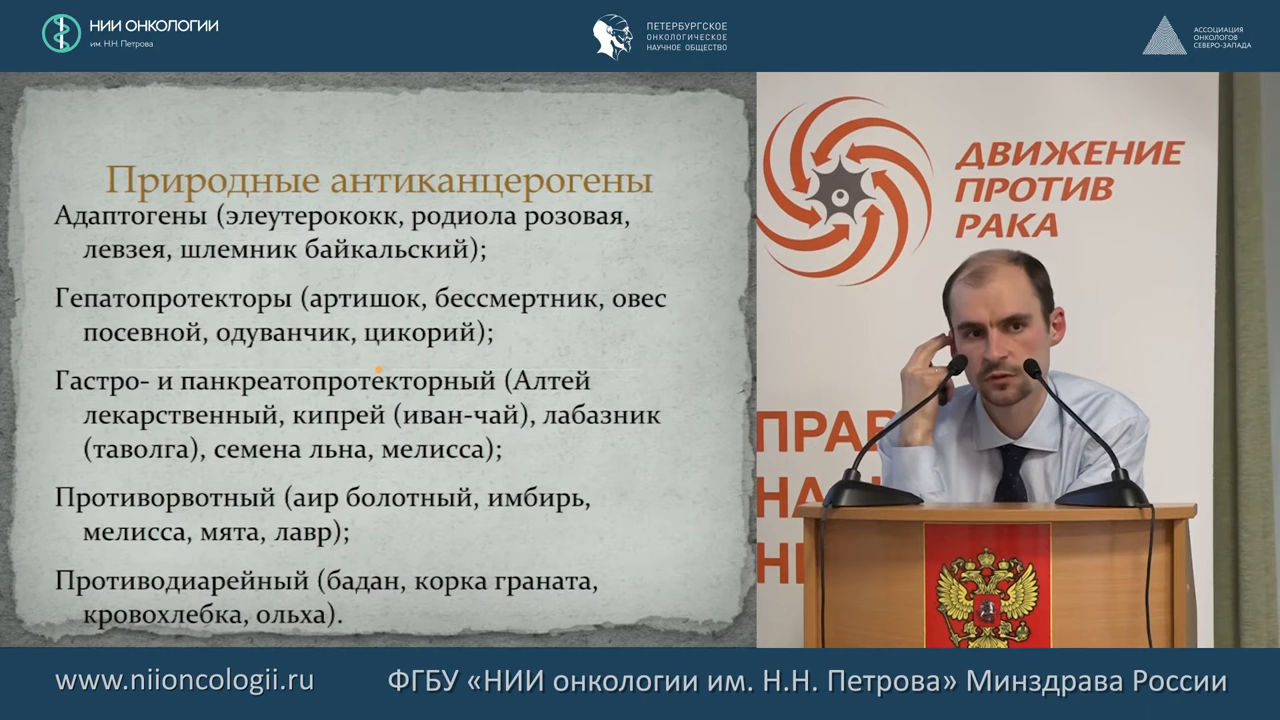 НИИ ОНКОЛОГИИ
им. Н.Н. Петрова
ПЕТЕРБУРГСКОЕ
ОНКОЛОГИЧЕСКОЕ
НАУЧНОЕ ОБЩЕСТВО
АССОЦИАЦИЯ
ОНКОЛОГОВ
СЕВЕРО-ЗАПАДА
Природные антиканцерогены
Адаптогены (элеутерококк, родиола розовая,
левзея, шлемник байкальский);
Гепатопротекторы (артишок, бессмертник, овес
посевной, одуванчик, цикорий);
Гастро- и панкреатопротекторный (Алтей
лекарственный, кипрей (иван-чай), лабазник
(таволга), семена льна, мелисса);
Противорвотный (аир болотный, имбирь,
мелисса, мята, лавр);
Противодиарейный (бадан, корка граната,
кровохлебка, ольха).
ДВИЖЕНИЕ
ПРОТИВ
РАКА
НА
www.niioncologii.ru
ФГБУ «НИИ онкологии им. Н.Н. Петрова» Минздрава России